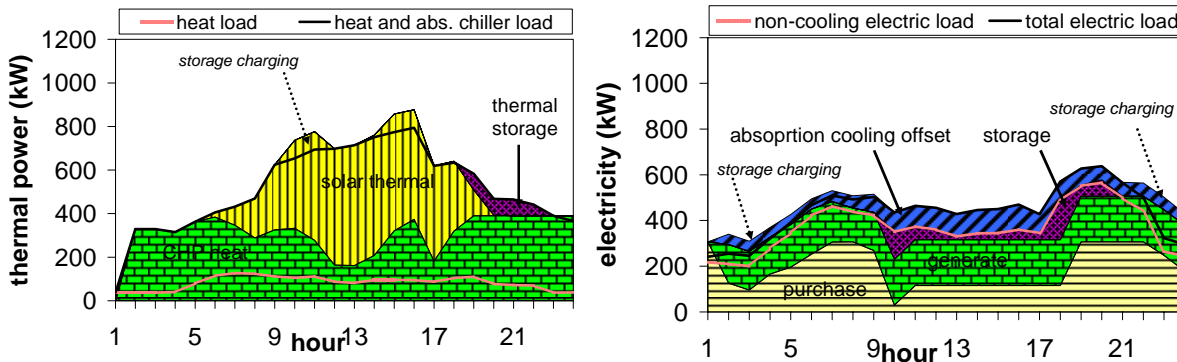 heat load
heat and abs. chiller load
thermal power (kW)
1200
1000
800
600
400
200
0
storage charging
thermal
storage
solar thermal
CHP heat
1 5 9 13 17 21
hour
non-cooling electric load
total electric load
electricity (kW)
1200
1000
800
600
400
200
0
storage charging
absoprtion cooling offset
storage
storage charging
generate
purchase
1 5 9 13 17 21
hour